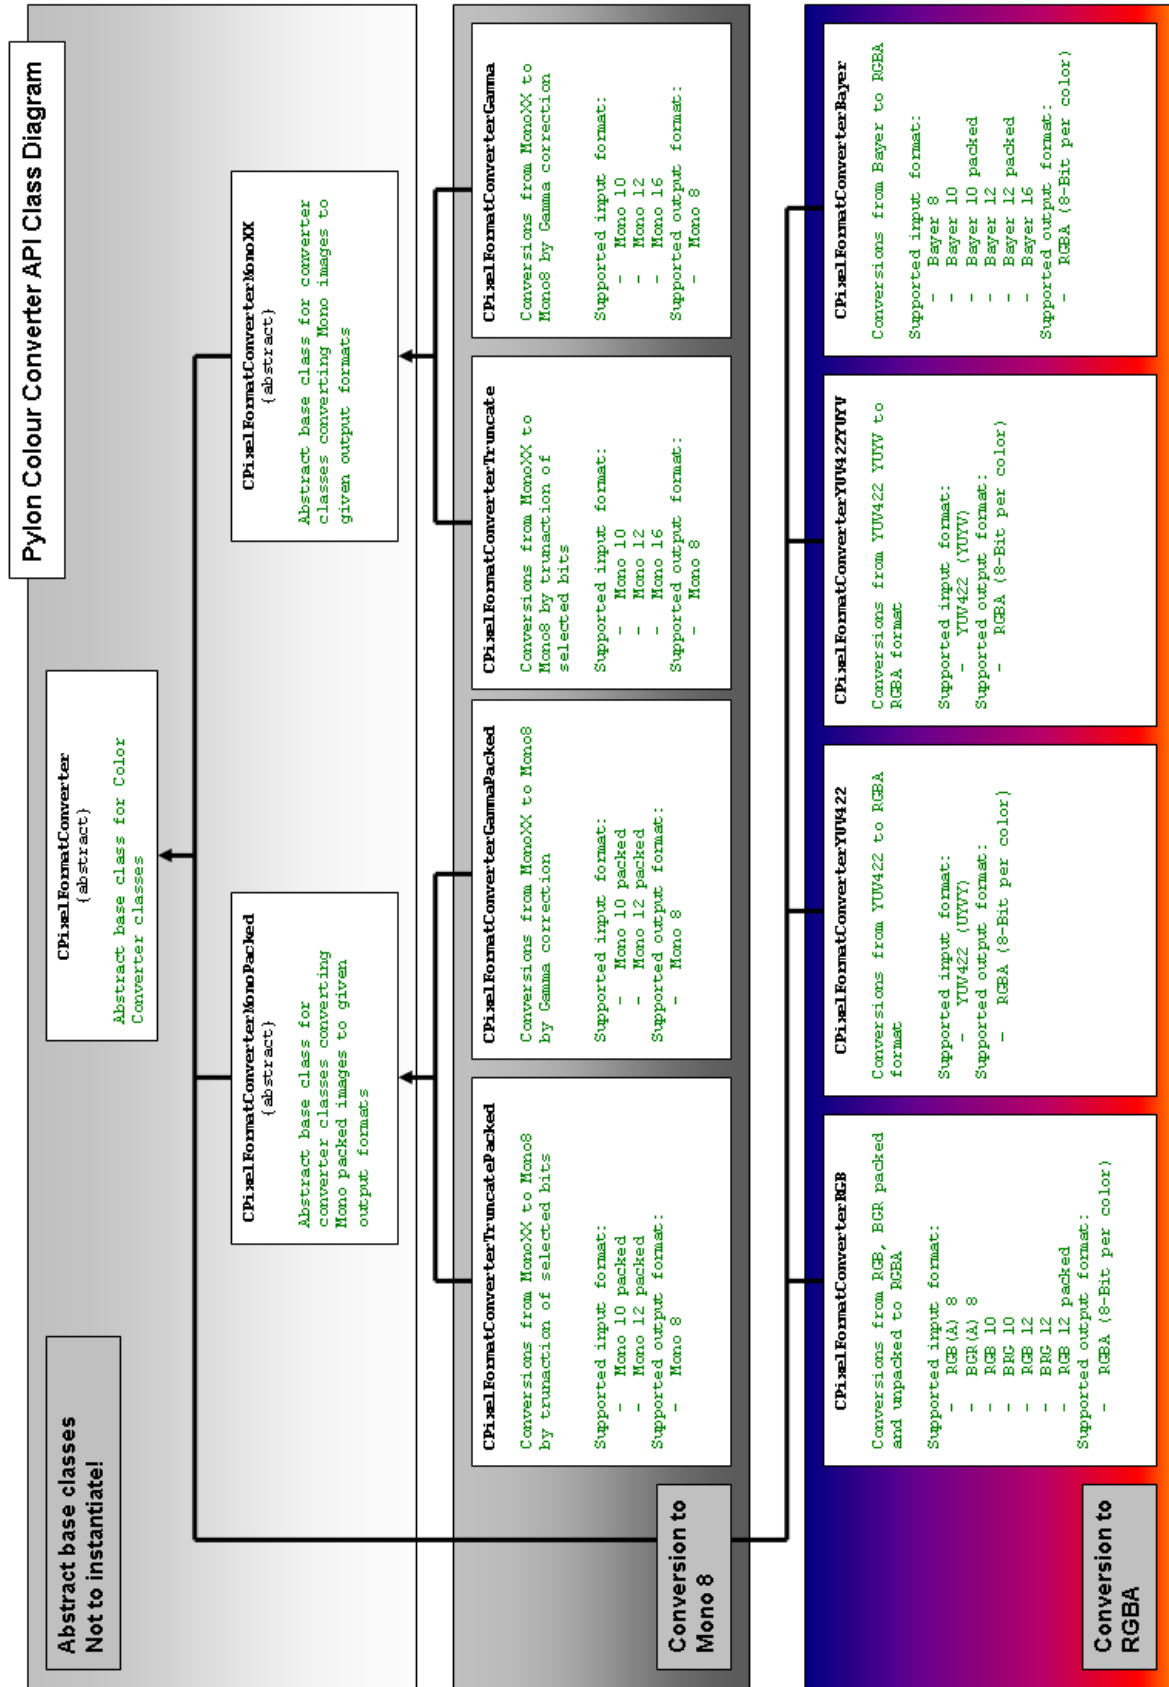 Pylon Colour Converter API Class Diagram
Abstract base classes
Not to instantiate!
CPixelFormatConverter
{abstract}
Abstract base class for Color
Converter classes
CPixelFormatConverterMonoPacked
{abstract}
Abstract base class for
converter classes converting
Mono packed images to given
output formats
CPixelFormatConverterMonoXX
{abstract}
Abstract base class for converter
classes converting Mono images to
given output formats
Conversion to
Mono 8
CPixelFormatConverterTruncatePacked
Conversions from MonoXX to Mono8
by trunaction of selected bits
Supported input format:
- Mono 10 packed
- Mono 12 packed
Supported output format:
- Mono 8
CPixelFormatConverterGammaPacked
Conversions from MonoXX to Mono8
by Gamma correction
Supported input format:
- Mono 10 packed
- Mono 12 packed
Supported output format:
- Mono 8
CPixelFormatConverterTruncate
Conversions from MonoXX to
Mono8 by trunaction of
selected bits
Supported input format:
- Mono 10
- Mono 12
- Mono 16
Supported output format:
- Mono 8
CPixelFormatConverterGamma
Conversions from MonoXX to
Mono8 by Gamma correction
Supported input format:
- Mono 10
- Mono 12
- Mono 16
Supported output format:
- Mono 8
Conversion to
RGBA
CPixelFormatConverterRGB
Conversions from RGB, BGR packed
and unpacked to RGBA
Supported input format:
- RGB(A) 8
- BGR(A) 8
- RGB 10
- BRG 10
- RGB 12
- BRG 12
- RGB 12 packed
Supported output format:
- RGBA (8-Bit per color)
CPixelFormatConverterYUV422
Conversions from YUV422 to RGBA
format
Supported input format:
- YUV422 (UYVY)
Supported output format:
- RGBA (8-Bit per color)
CPixelFormatConverterYUV422YUYV
Conversions from YUV422 YUYV to
RGBA format
Supported input format:
- YUV422 (YUYV)
Supported output format:
- RGBA (8-Bit per color)
CPixelFormatConverterBayer
Conversions from Bayer to RGBA
Supported input format:
- Bayer 8
- Bayer 10
- Bayer 10 packed
- Bayer 12
- Bayer 12 packed
- Bayer 16
Supported output format:
- RGBA (8-Bit per color)